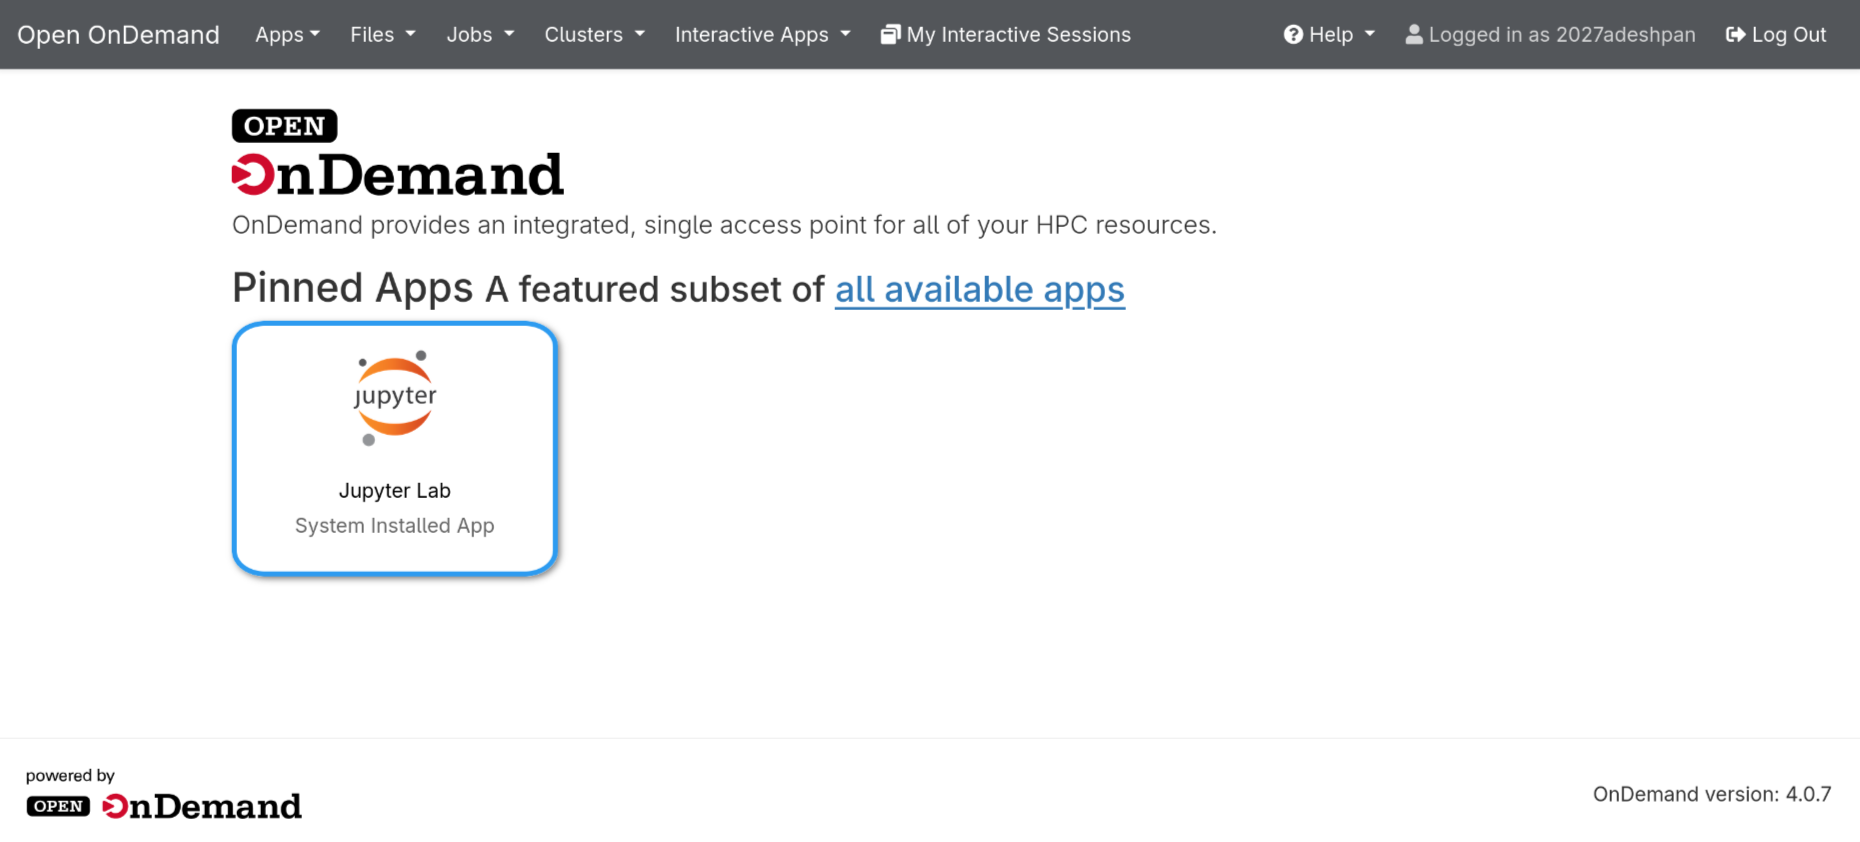 Open OnDemand Apps Files Jobs Clusters Interactive Apps My Interactive Sessions Help Logged in as 2027adeshpan Log Out
OPEN
OnDemand
OnDemand provides an integrated, single access point for all of your HPC resources.
Pinned Apps A featured subset of all available apps
jupyter
Jupyter Lab
System Installed App
powered by
OPEN OnDemand
OnDemand version: 4.0.7